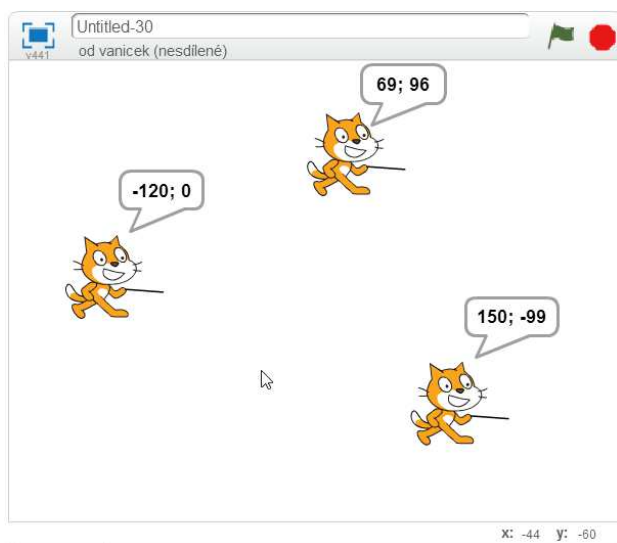 Untitled-30
v441
od vanicek (nesdílené)
69; 96
-120; 0
150; -99
x: -44 y: -60